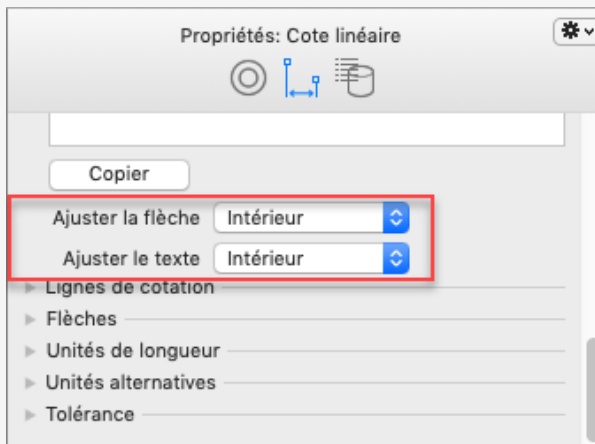 Propriétés: Cote linéaire
Copier
Ajuster la flèche Intérieur
Ajuster le texte Intérieur
Lignes de cotation
Flèches
Unités de longueur
Unités alternatives
Tolérance